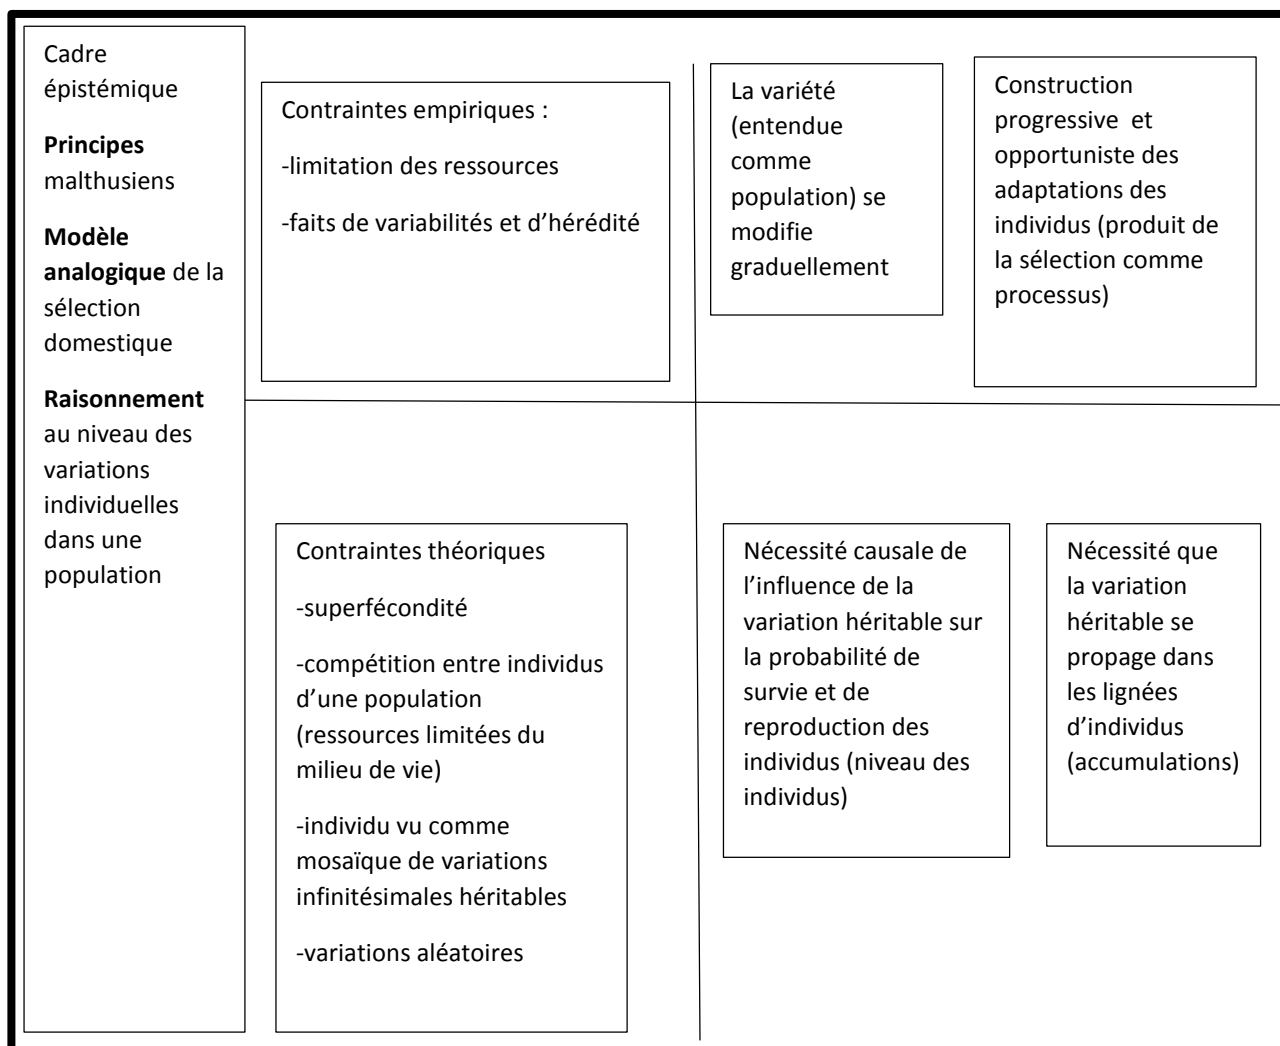 Cadre
épistémique
Principes
malthusiens
Modèle
analogique de la
sélection
domestique
Raisonnement
au niveau des
variations
individuelles
dans une
population
Contraintes empiriques :
-limitation des ressources
-faits de variabilités et d’hérédité
La variété
(entendue
comme
population) se
modifie
graduellement
Construction
progressive et
opportuniste des
adaptations des
individus (produit de
la sélection comme
processus)
Contraintes théoriques
-superfécondité
-compétition entre individus
d’une population
(ressources limitées du
milieu de vie)
-individu vu comme
mosaïque de variations
infinitésimales héritables
-variations aléatoires
Nécessité causale de
l’influence de la
variation héritable sur
la probabilité de
survie et de
reproduction des
individus (niveau des
individus)
Nécessité que
la variation
héritable se
propage dans
les lignées
d’individus
(accumulations)